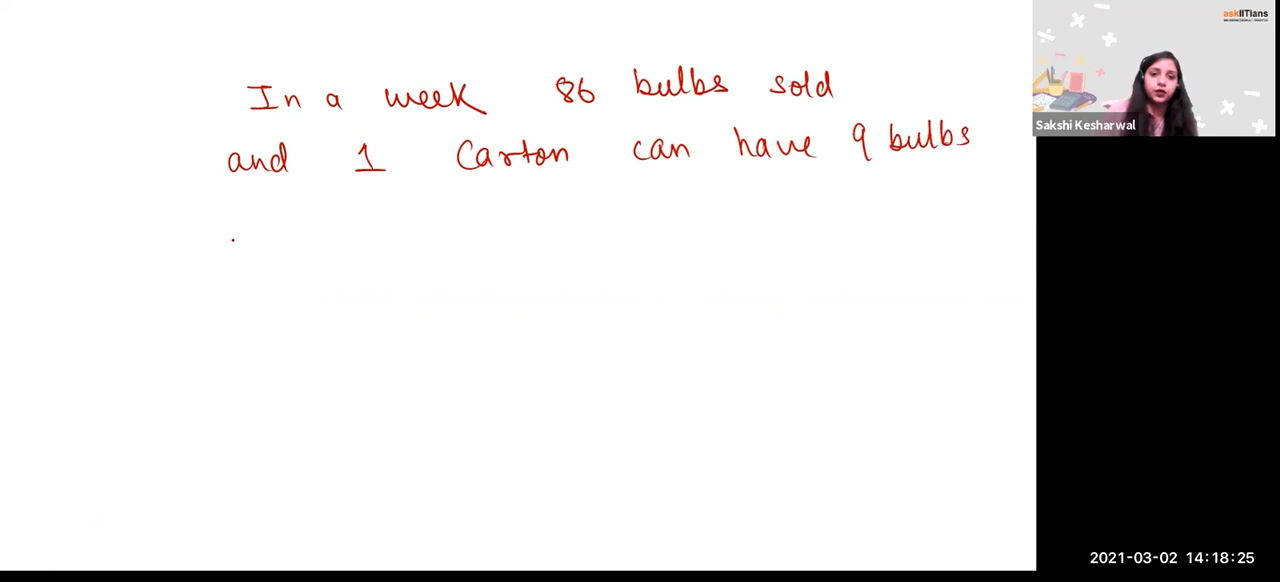 askIITians
In a week 86 bulbs sold
and 1 Carton can have 9 bulbs
Sakshi Kesharwal
2021-03-02 14:18:25